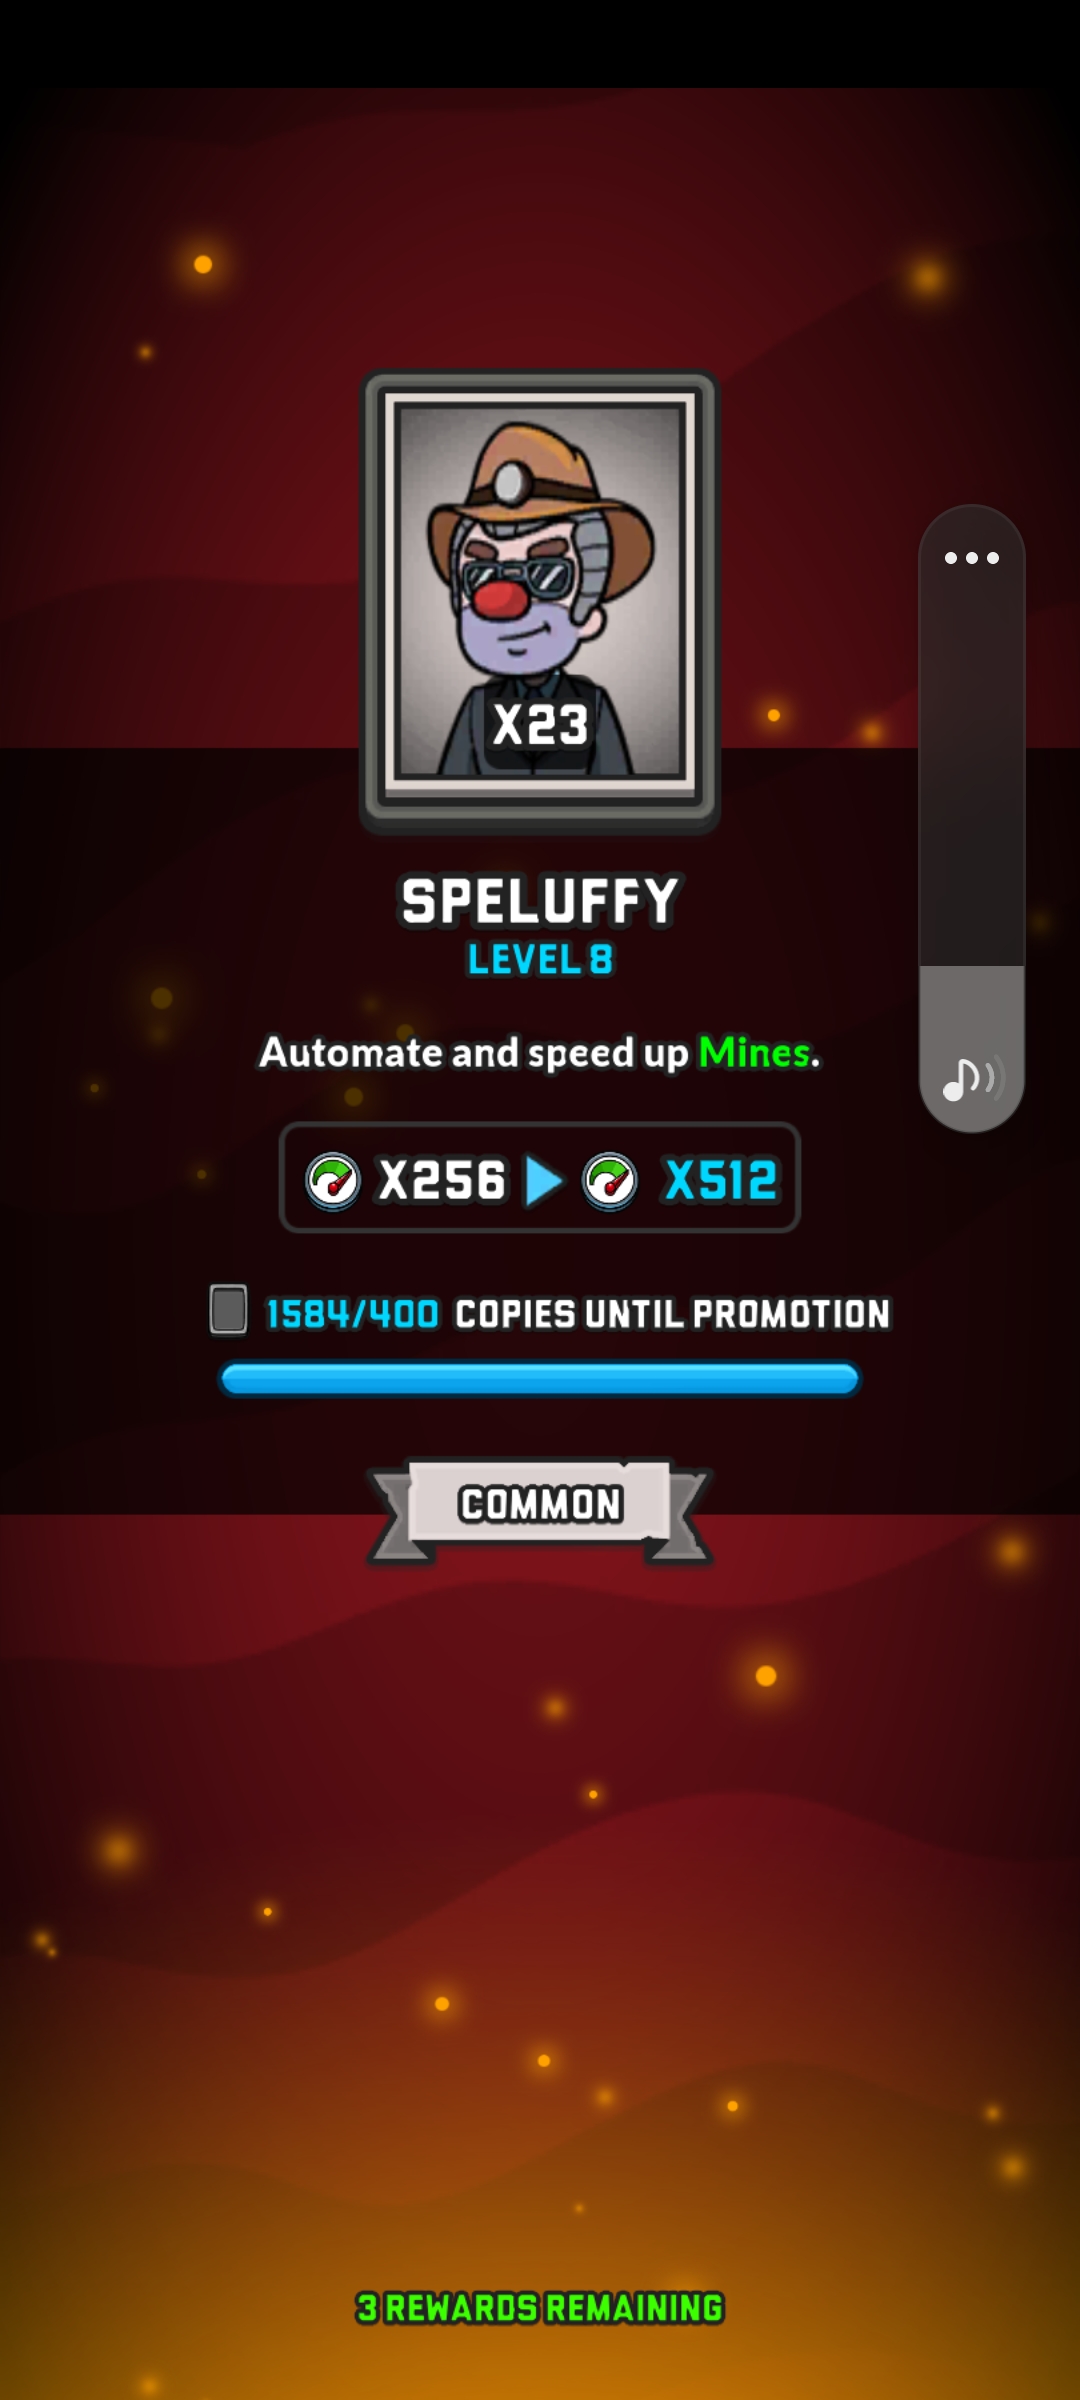 X23
SPELUFFY
LEVEL 8
Automate and speed up Mines.
X256 X512
1584/400 COPIES UNTIL PROMOTION
COMMON
3 REWARDS REMAINING